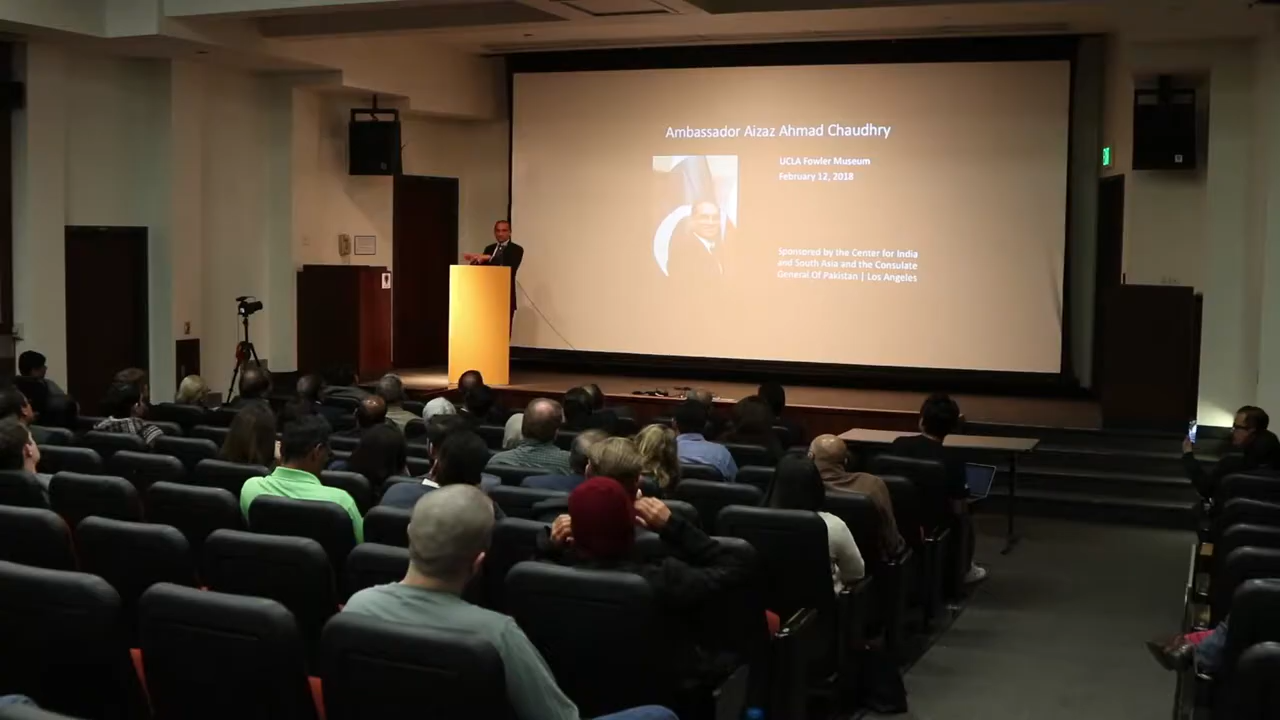 Ambassador Aizaz Ahmad Chaudhry
UCLA Fowler Museum
February 12, 2018
Sponsored by the Center for India
and South Asia and the Consulate
General Of Pakistan | Los Angeles